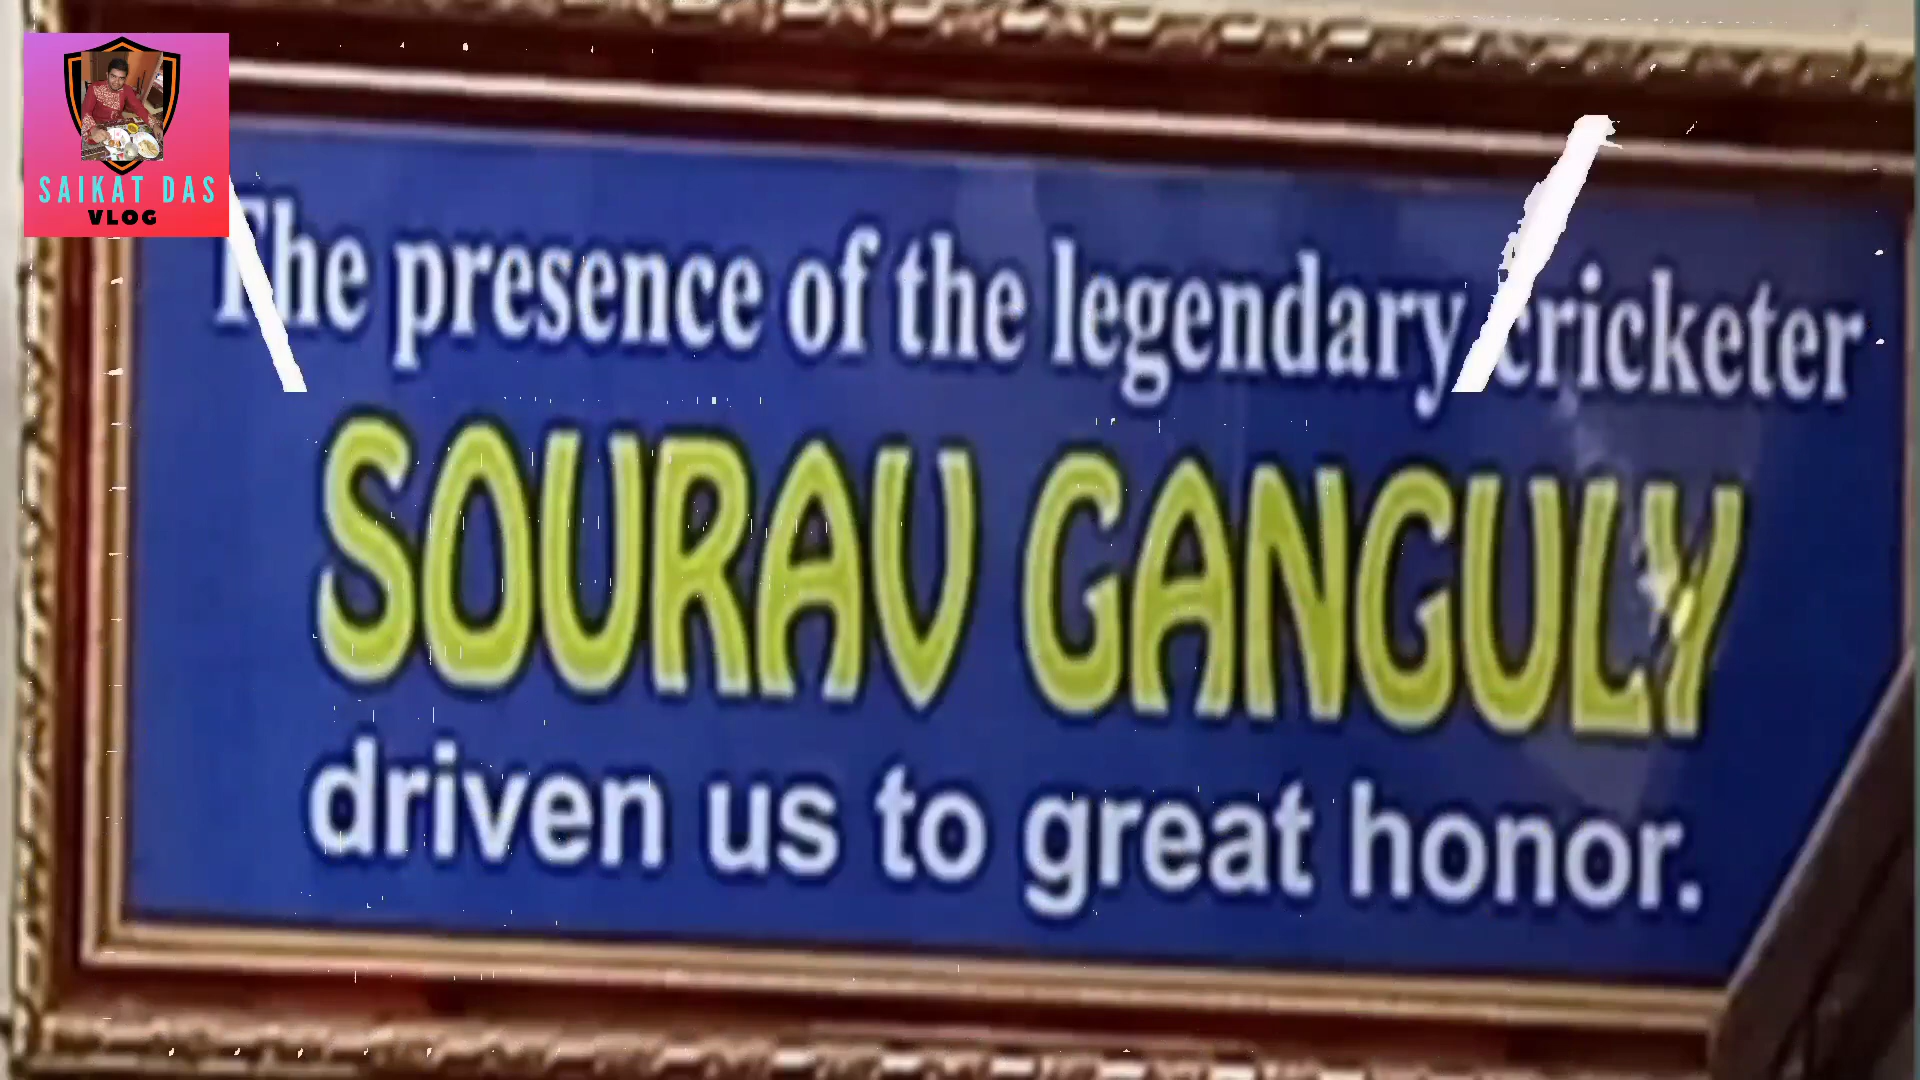 SAIKAT DAS
VLOG
The presence of the legendary cricketer
SOURAV GANGULY
driven us to great honor.